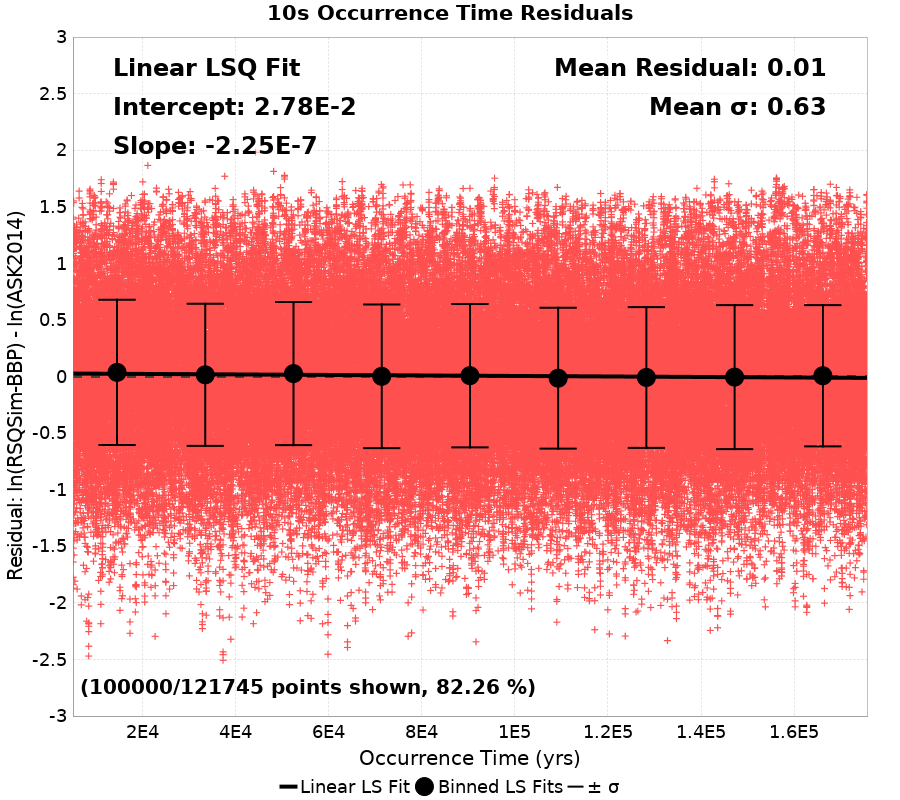 10s Occurrence Time Residuals
Linear LSQ Fit
Intercept: 2.78E-2
Slope: -2.25E-7
Mean Residual: 0.01
Mean σ: 0.63
3
2.5
2
1.5
1
0.5
0
-0.5
-1
-1.5
-2
-2.5
-3
Residual: ln(RSQSim-BBP) - ln(ASK2014)
(100000/121745 points shown, 82.26 %)
2E4 4E4 6E4 8E4 1E5 1.2E5 1.4E5 1.6E5
Occurrence Time (yrs)
Linear LS Fit Binned LS Fits ± σ